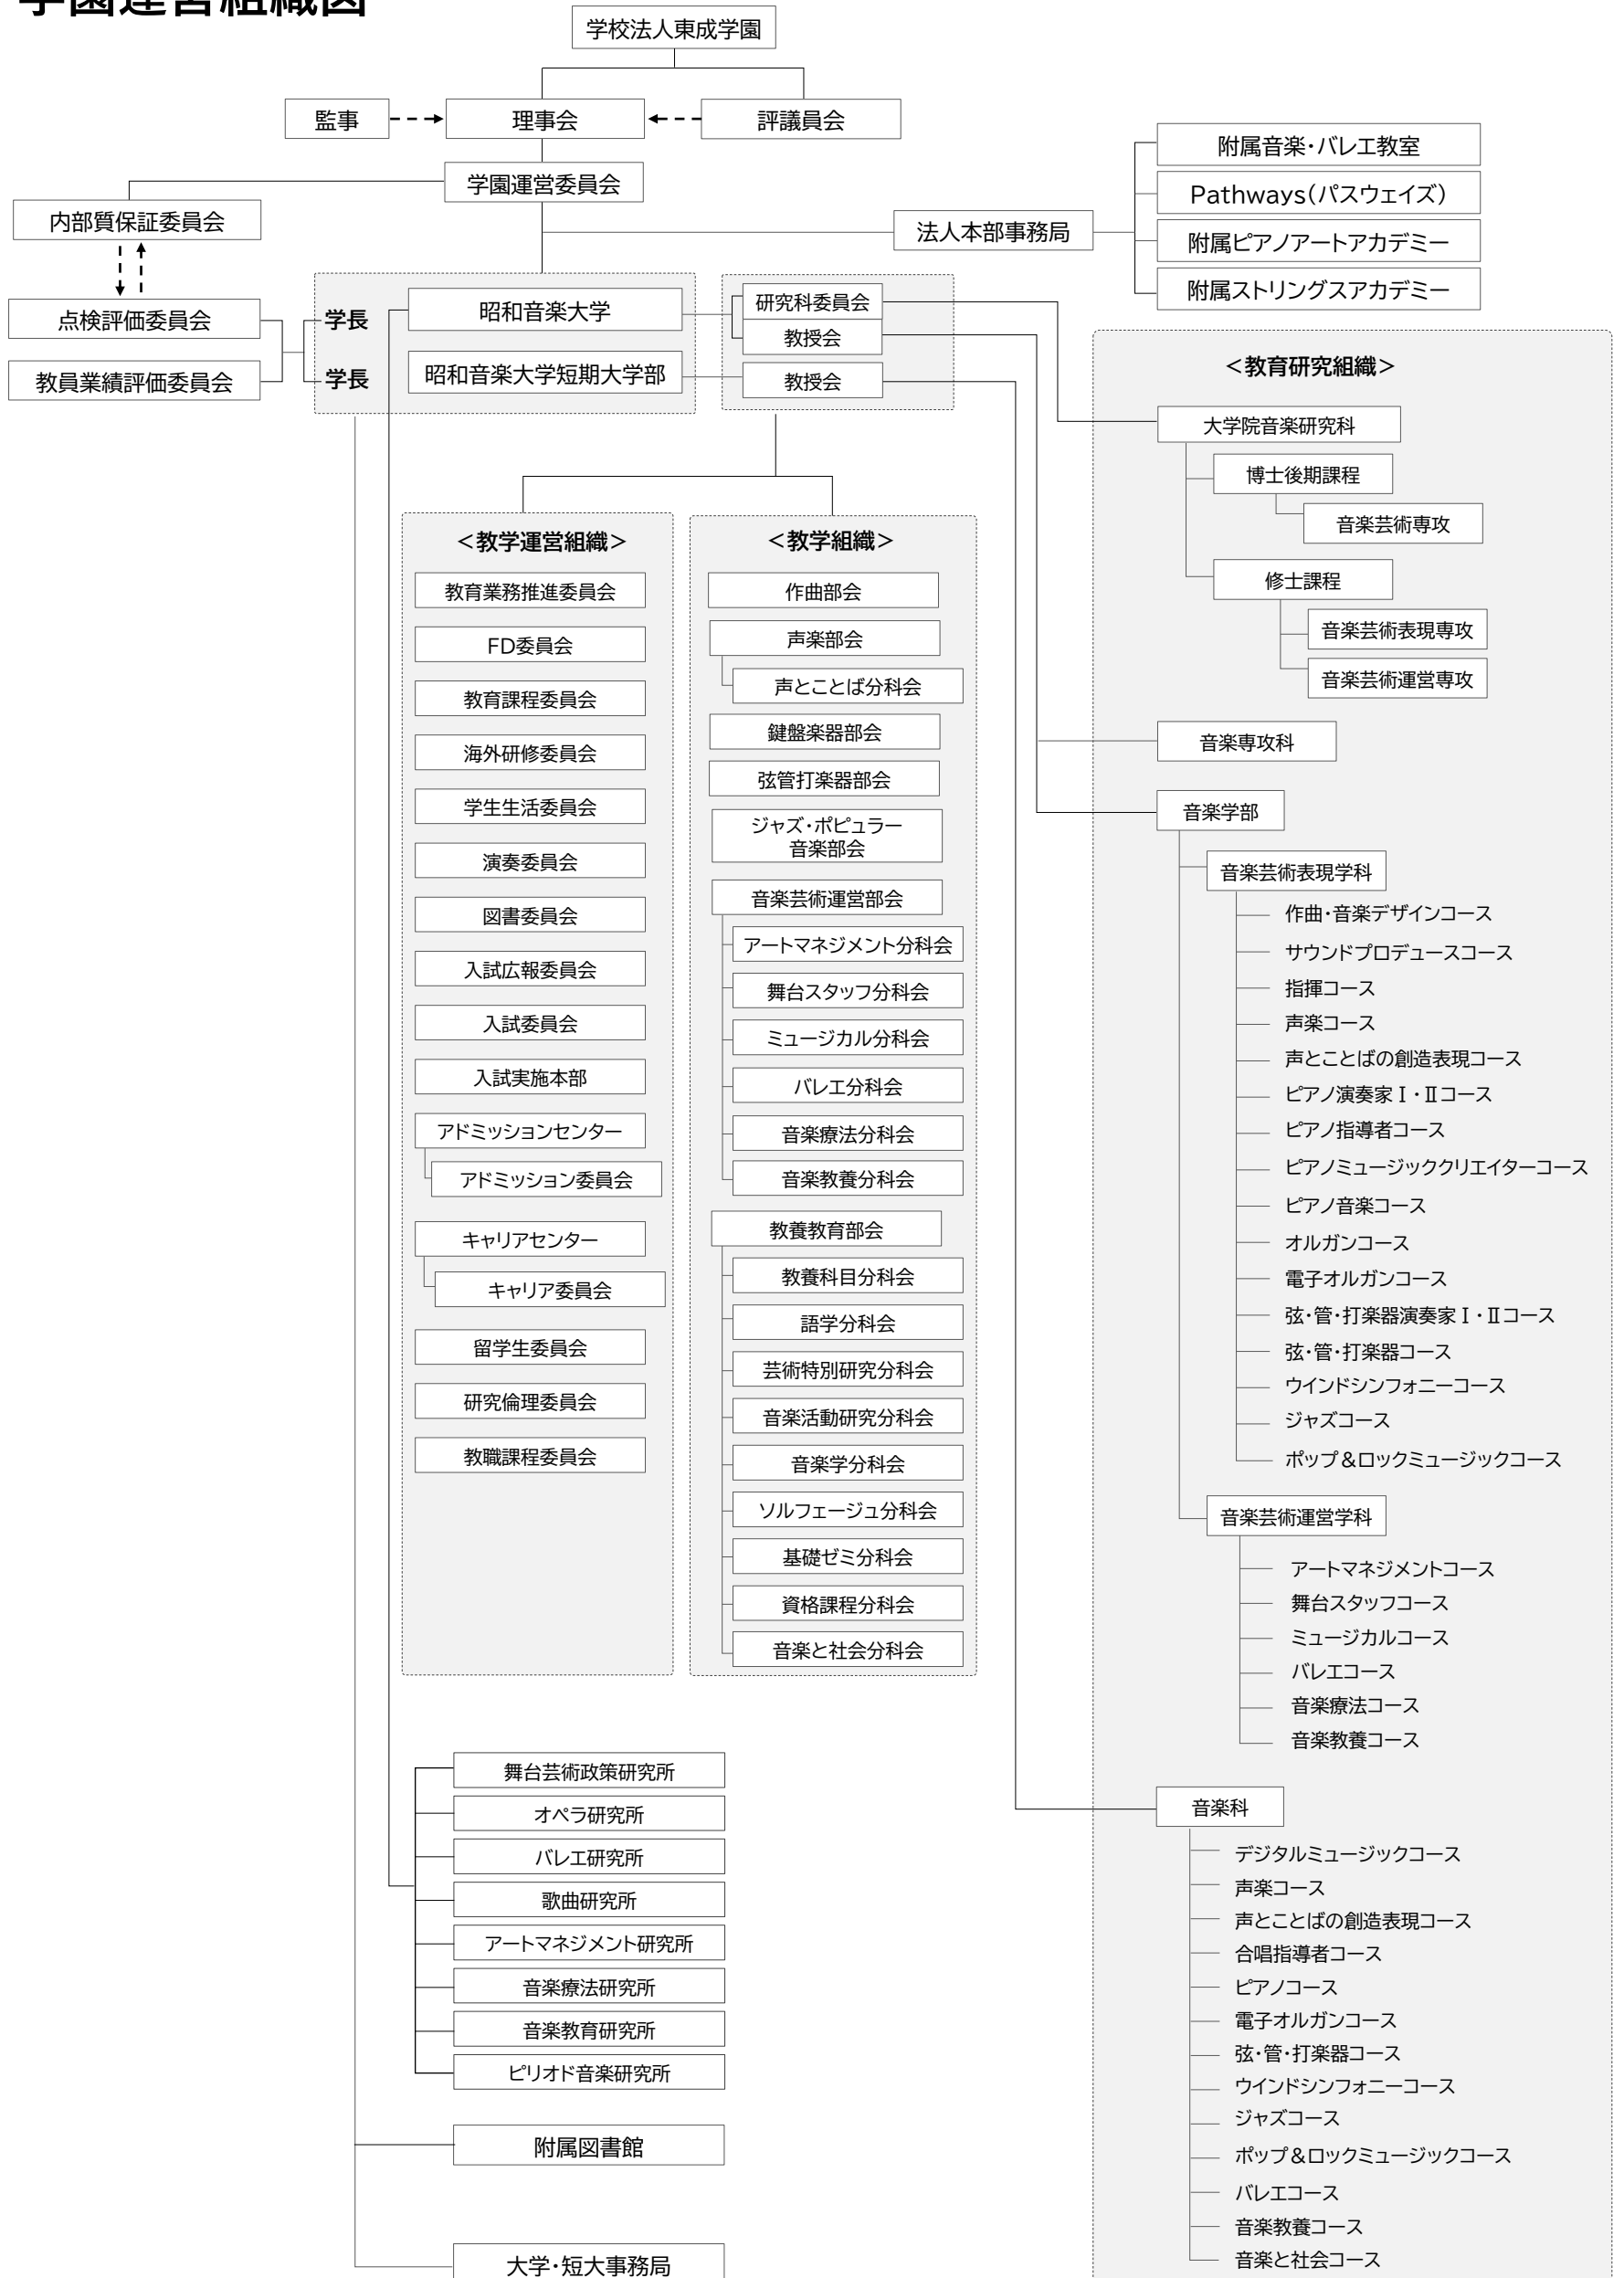 学園運営組織図
学校法人東成学園
監事
理事会
評議員会
学園運営委員会
内部質保証委員会
法人本部事務局
附属音楽・バレエ教室
Pathways(パスウェイズ)
附属ピアノアートアカデミー
附属ストリングスアカデミー
点検評価委員会
教員業績評価委員会
学長
昭和音楽大学
学長
昭和音楽大学短期大学部
研究科委員会
教授会
教授会
＜教学運営組織＞
教育業務推進委員会
FD委員会
教育課程委員会
海外研修委員会
学生生活委員会
演奏委員会
図書委員会
入試広報委員会
入試委員会
入試実施本部
アドミッションセンター
アドミッション委員会
キャリアセンター
キャリア委員会
留学生委員会
研究倫理委員会
教職課程委員会
＜教学組織＞
作曲部会
声楽部会
声とことば分科会
鍵盤楽器部会
弦管打楽器部会
ジャズ・ポピュラー
音楽部会
音楽芸術運営部会
アートマネジメント分科会
舞台スタッフ分科会
ミュージカル分科会
バレエ分科会
音楽療法分科会
音楽教養分科会
教養教育部会
教養科目分科会
語学分科会
芸術特別研究分科会
音楽活動研究分科会
音楽学分科会
ソルフェージュ分科会
基礎ゼミ分科会
資格課程分科会
音楽と社会分科会
舞台芸術政策研究所
オペラ研究所
バレエ研究所
歌曲研究所
アートマネジメント研究所
音楽療法研究所
音楽教育研究所
ピリオド音楽研究所
附属図書館
大学・短大事務局
＜教育研究組織＞
大学院音楽研究科
博士後期課程
音楽芸術専攻
修士課程
音楽芸術表現専攻
音楽芸術運営専攻
音楽専攻科
音楽学部
音楽芸術表現学科
作曲・音楽デザインコース
サウンドプロデュースコース
指揮コース
声楽コース
声とことばの創造表現コース
ピアノ演奏家Ⅰ・Ⅱコース
ピアノ指導者コース
ピアノミュージッククリエイターコース
ピアノ音楽コース
オルガンコース
電子オルガンコース
弦・管・打楽器演奏家Ⅰ・Ⅱコース
弦・管・打楽器コース
ウインドシンフォニーコース
ジャズコース
ポップ＆ロックミュージックコース
音楽芸術運営学科
アートマネジメントコース
舞台スタッフコース
ミュージカルコース
バレエコース
音楽療法コース
音楽教養コース
音楽科
デジタルミュージックコース
声楽コース
声とことばの創造表現コース
合唱指導者コース
ピアノコース
電子オルガンコース
弦・管・打楽器コース
ウインドシンフォニーコース
ジャズコース
ポップ＆ロックミュージックコース
バレエコース
音楽教養コース
音楽と社会コース